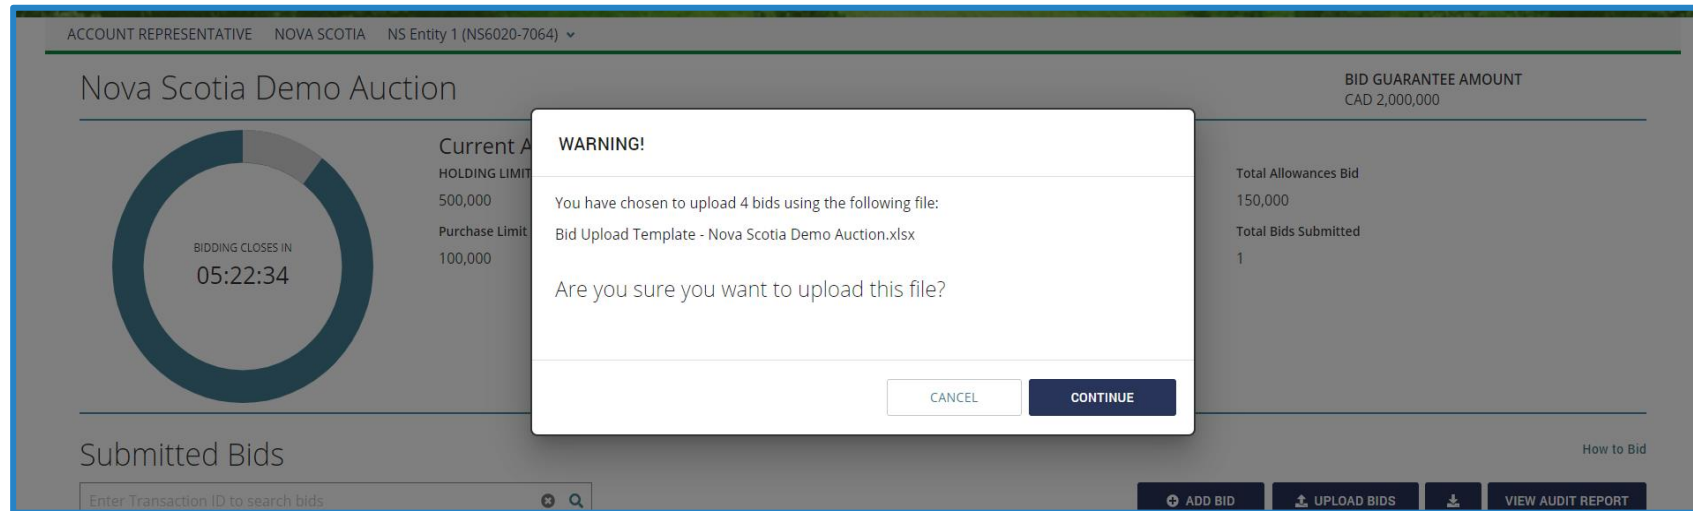 ACCOUNT REPRESENTATIVE NOVA SCOTIA NS Entity 1 (NS6020-7064)
Nova Scotia Demo Auction
BID GUARANTEE AMOUNT
CAD 2,000,000
BIDDING CLOSES IN
05:22:34
Current A
HOLDING LIMIT
500,000
Purchase Limit
100,000
WARNING!
You have chosen to upload 4 bids using the following file:
Bid Upload Template - Nova Scotia Demo Auction.xlsx
Are you sure you want to upload this file?
CANCEL CONTINUE
Total Allowances Bid
150,000
Total Bids Submitted
1
Submitted Bids
How to Bid
Enter Transaction ID to search bids
ADD BID UPLOAD BIDS VIEW AUDIT REPORT